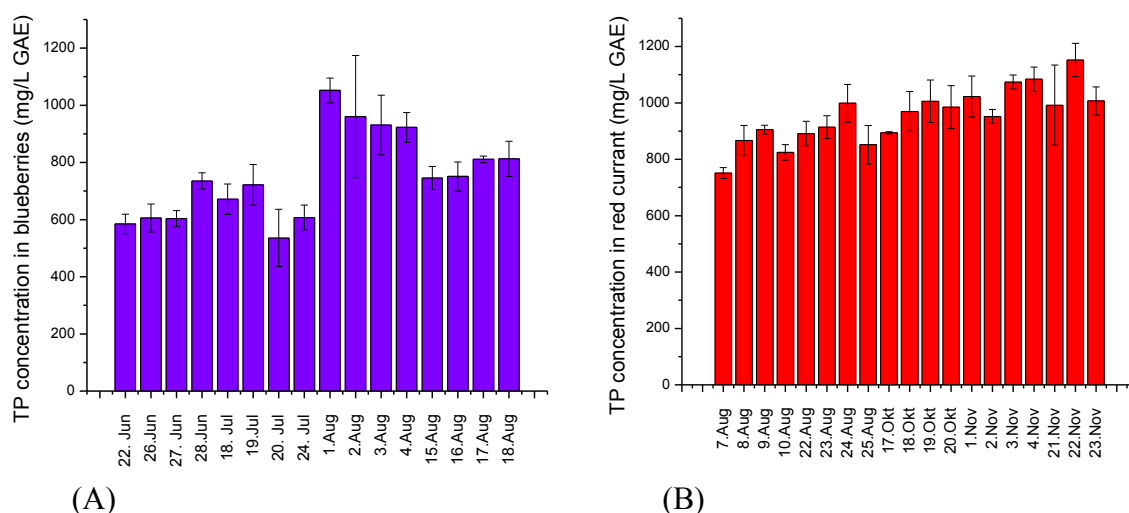 TP concentration in blueberries (mg/L GAE)
1200
1000
800
600
400
200
0
22. Jun
26.Jun
27. Jun
28.Jun
18. Jul
19.Jul
20. Jul
24. Jul
1.Aug
2.Aug
3.Aug
4.Aug
15.Aug
16.Aug
17.Aug
18.Aug
(A)
TP concentration in red currant (mg/L GAE)
1200
1000
800
600
400
200
0
7.Aug
8.Aug
9.Aug
10.Aug
22.Aug
23.Aug
24.Aug
25.Aug
17.Okt
18.Okt
19.Okt
20.Okt
1.Nov
2.Nov
3.Nov
4.Nov
21.Nov
22.Nov
23.Nov
(B)